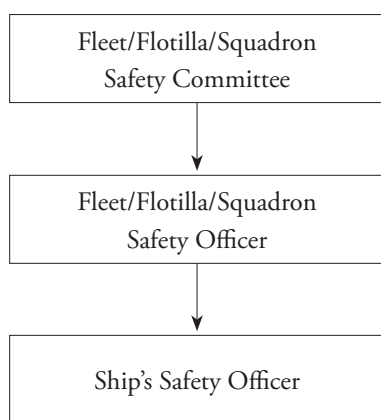 Fleet/Flotilla/Squadron
Safety Committee
Fleet/Flotilla/Squadron
Safety Officer
Ship's Safety Officer